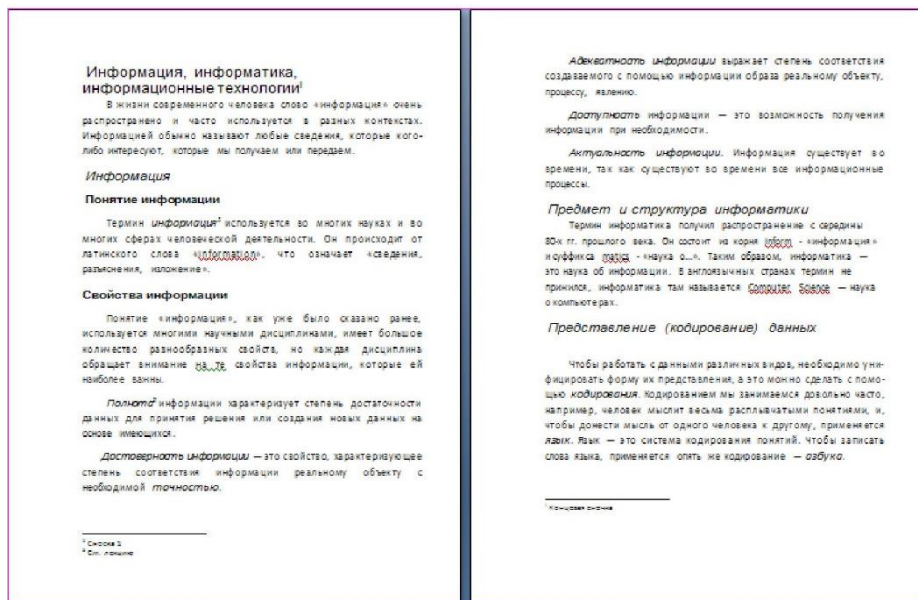 Информация, информатика,
информационные технологии¹
В жизни современного человека слово «информация» очень
распространено и часто используется в разных контекстах.
Информацией обычно называют любые сведения, которые кого-
либо интересуют, которые мы получаем или передаем.
Информация
Понятие информации
Термин информация¹ используется во многих науках и во
многих сферах человеческой деятельности. Он происходит от
латинского слова «information», что означает «сведения,
разъяснения, изложение».
Свойства информации
Понятие «информация», как уже было сказано ранее,
используется многими научными дисциплинами, имеет большое
количество разнообразных свойств, но каждая дисциплина
обращает внимание на те свойства информации, которые ей
наиболее важны.
Полнота² информации характеризует степень достаточности
данных для принятия решения или создания новых данных на
основе имеющихся.
Достоверность информации — это свойство, характеризующее
степень соответствия информации реальному объекту с
необходимой точностью.
¹ Сноска 1
² См. лекцию
Адекватность информации выражает степень соответствия
создаваемого с помощью информации образа реальному объекту,
процессу, явлению.
Доступность информации — это возможность получения
информации при необходимости.
Актуальность информации. Информация существует во
времени, так как существуют во времени все информационные
процессы.
Предмет и структура информатики
Термин информатика получил распространение с середины
80-х гг. прошлого века. Он состоит из корня inform - «информация»
и суффикса matics - «наука о...». Таким образом, информатика —
это наука об информации. В англоязычных странах термин не
прижился, информатика там называется Computer Science — наука
о компьютерах.
Представление (кодирование) данных
Чтобы работать с данными различных видов, необходимо уни-
фицировать форму их представления, а это можно сделать с помо-
щью кодирования. Кодированием мы занимаемся довольно часто,
например, человек мыслит весьма расплывчатыми понятиями, и,
чтобы донести мысль от одного человека к другому, применяется
язык. Язык — это система кодирования понятий. Чтобы записать
слова языка, применяется опять же кодирование — азбука.
ⁱ Концевая сноска